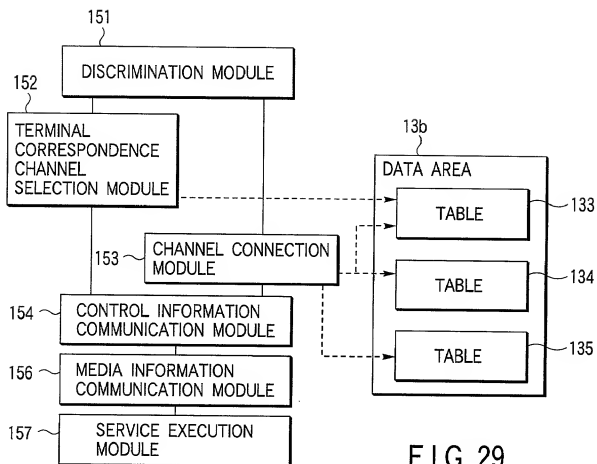 151
DISCRIMINATION MODULE
152
TERMINAL
CORRESPONDENCE
CHANNEL
SELECTION MODULE
13b
DATA AREA
TABLE
133
153
CHANNEL CONNECTION
MODULE
TABLE
134
154
CONTROL INFORMATION
COMMUNICATION MODULE
TABLE
135
156
MEDIA INFORMATION
COMMUNICATION MODULE
157
SERVICE EXECUTION
MODULE
FIG. 29